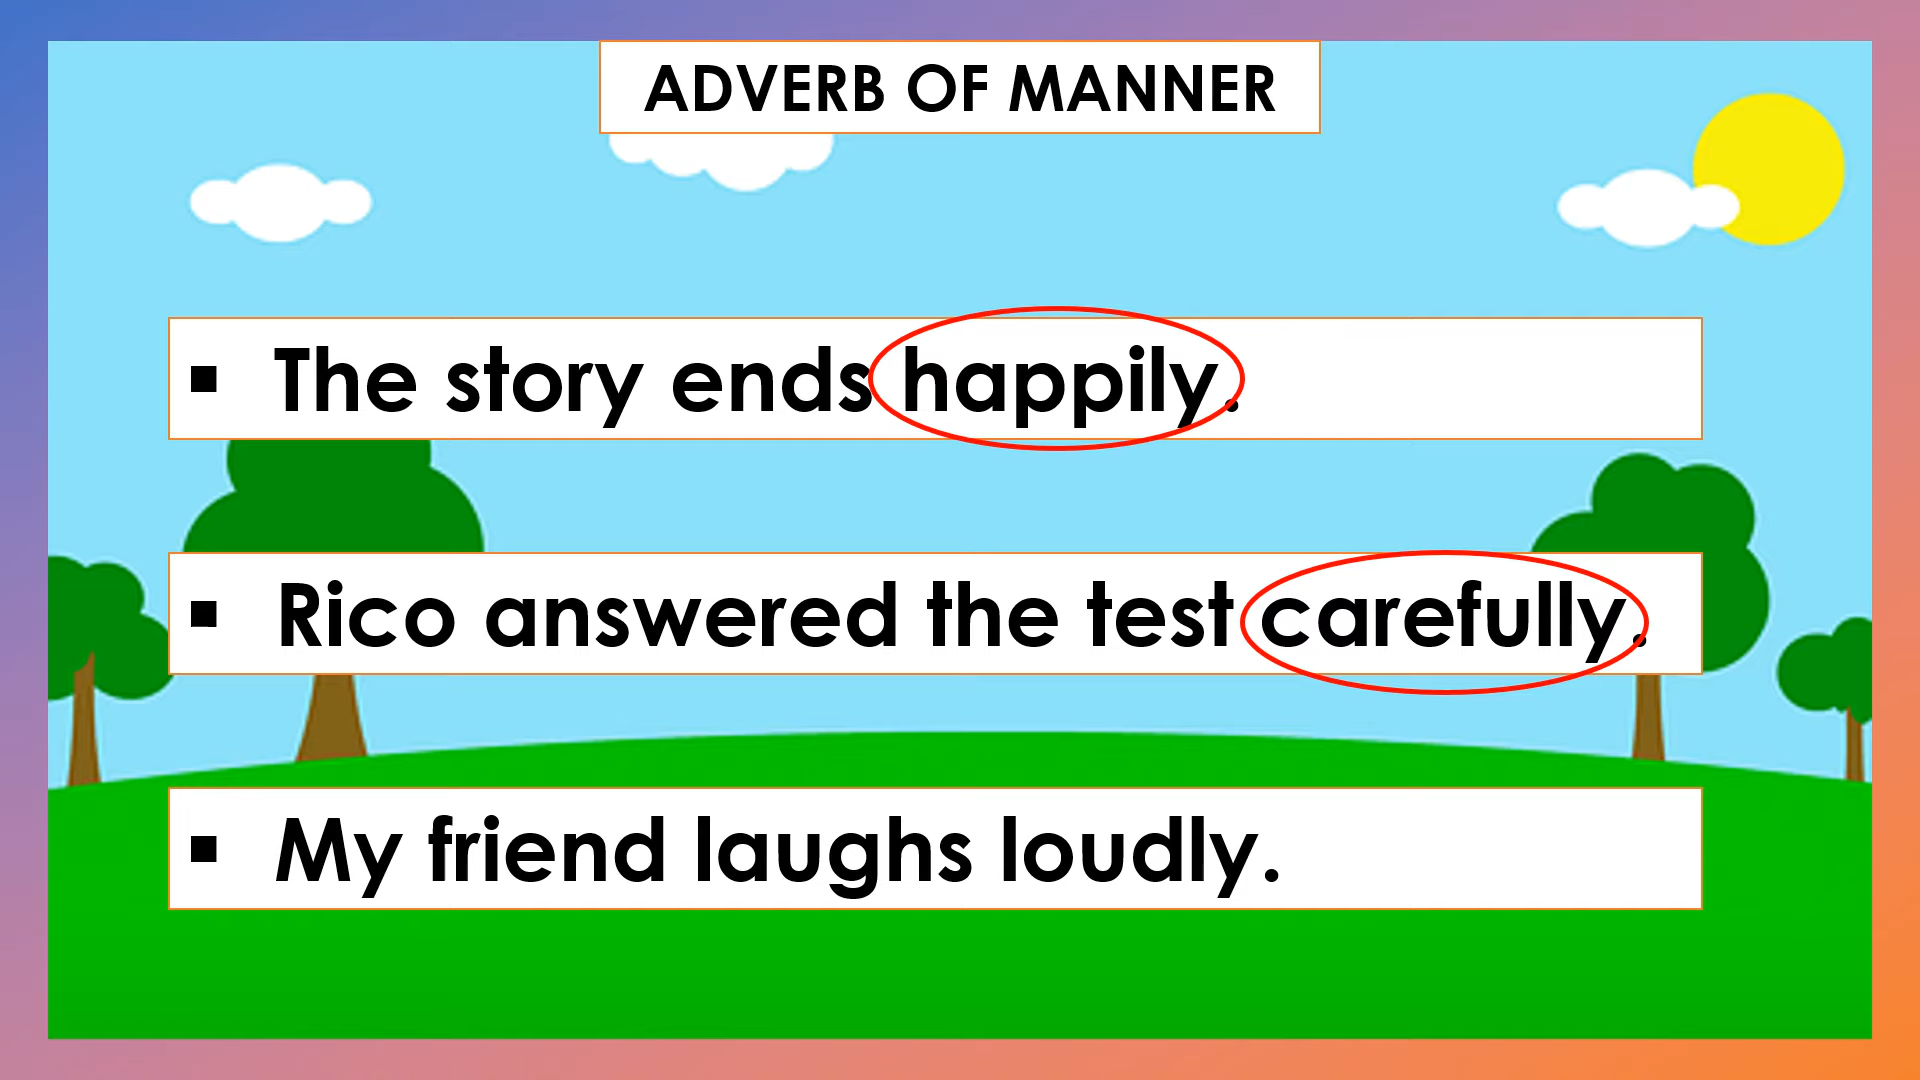 ADVERB OF MANNER
▪ The story ends happily.
▪ Rico answered the test carefully.
▪ My friend laughs loudly.